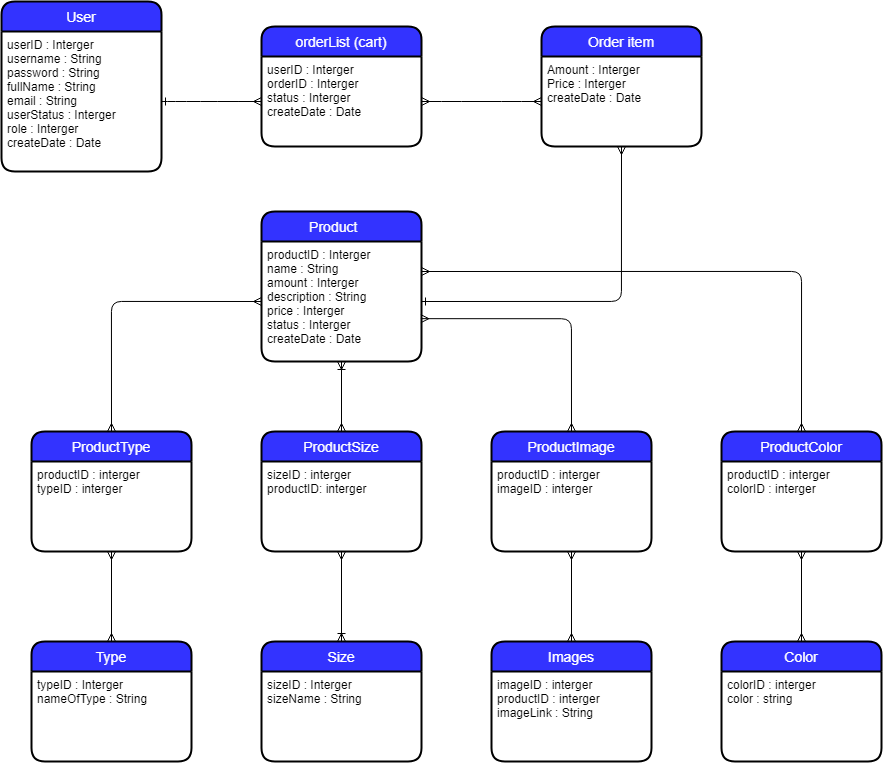 User
userID : Interger
username : String
password : String
fullName : String
email : String
userStatus : Interger
role : Interger
createDate : Date
orderList (cart)
userID : Interger
orderID : Interger
status : Interger
createDate : Date
Order item
Amount : Interger
Price : Interger
createDate : Date
Product
productID : Interger
name : String
amount : Interger
description : String
price : Interger
status : Interger
createDate : Date
ProductType
productID : interger
typeID : interger
ProductSize
sizeID : interger
productID: interger
ProductImage
productID : interger
imageID : interger
ProductColor
productID : interger
colorID : interger
Type
typeID : Interger
nameOfType : String
Size
sizeID : Interger
sizeName : String
Images
imageID : interger
productID : interger
imageLink : String
Color
colorID : interger
color : string